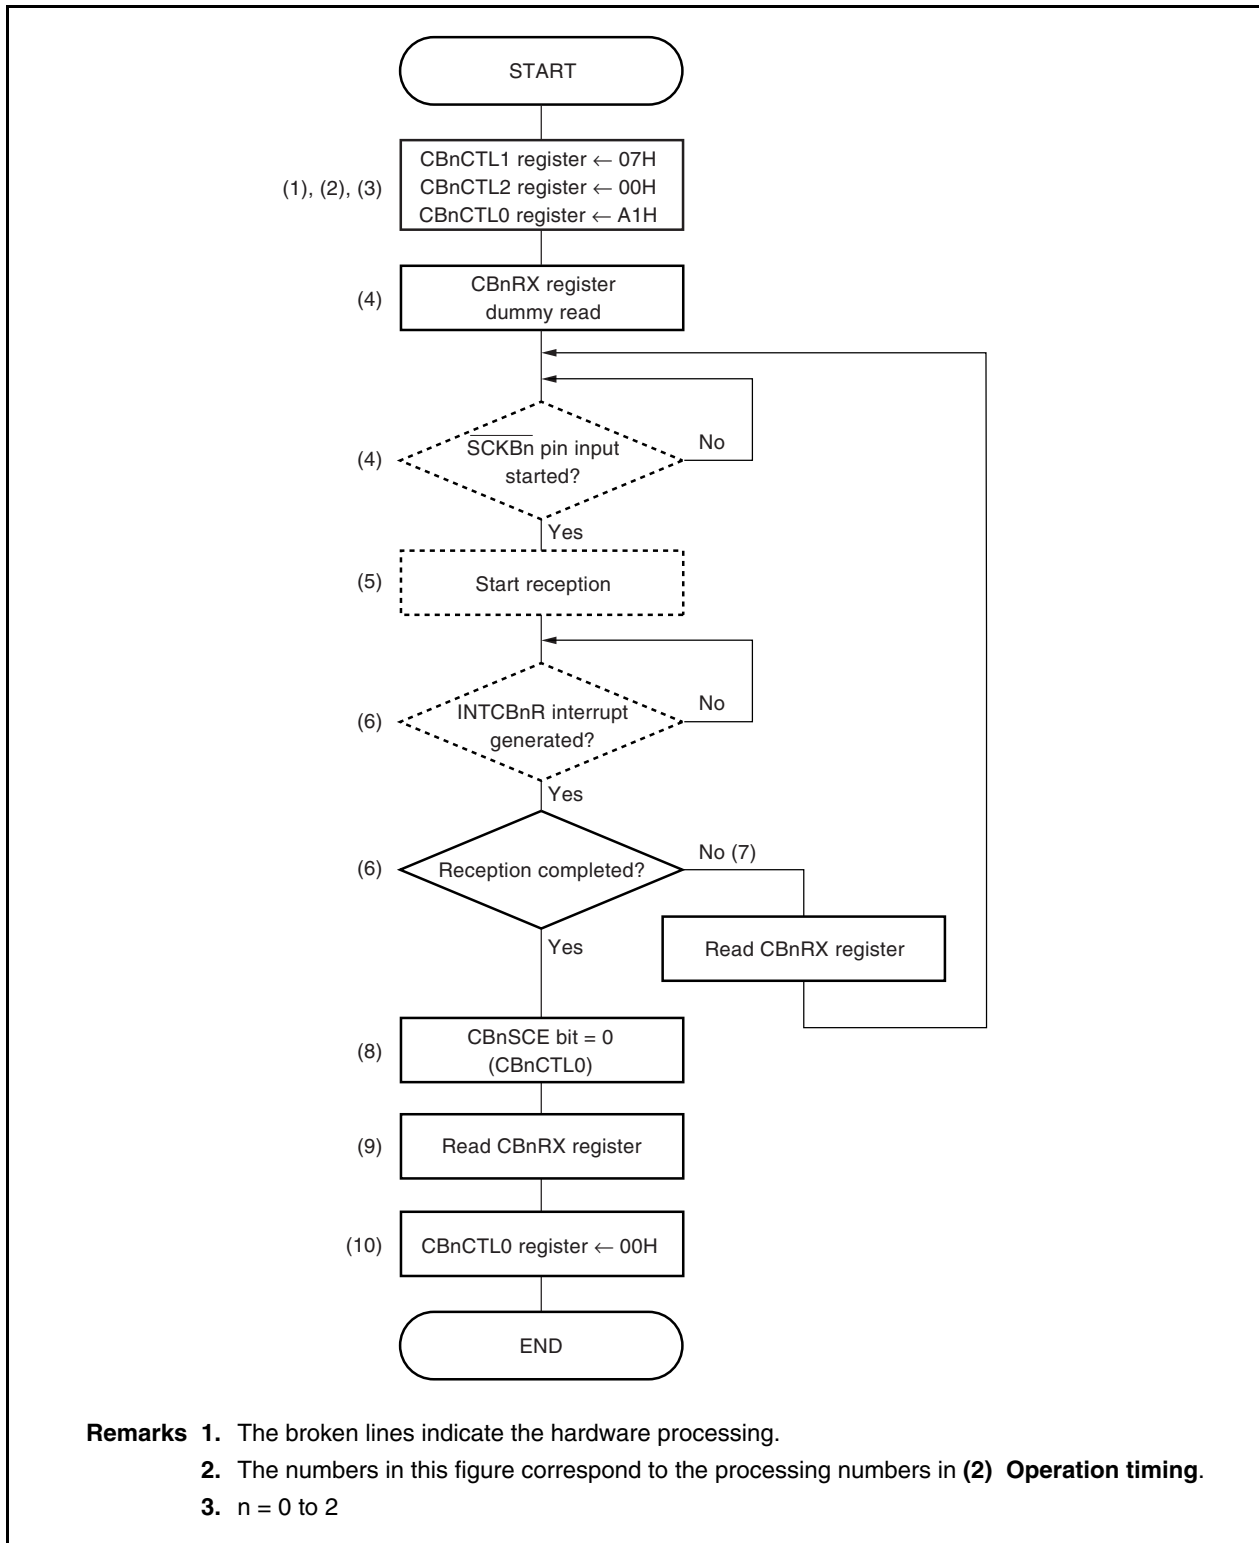 START
(1), (2), (3)
CBnCTL1 register ← 07H
CBnCTL2 register ← 00H
CBnCTL0 register ← A1H
(4)
CBnRX register
dummy read
(4)
SCKBn pin input
started?
No
Yes
(5)
Start reception
(6)
INTCBnR interrupt
generated?
No
Yes
(6)
Reception completed?
No (7)
Read CBnRX register
Yes
(8)
CBnSCE bit = 0
(CBnCTL0)
(9)
Read CBnRX register
(10)
CBnCTL0 register ← 00H
END
Remarks 1. The broken lines indicate the hardware processing.
2. The numbers in this figure correspond to the processing numbers in (2) Operation timing.
3. n = 0 to 2